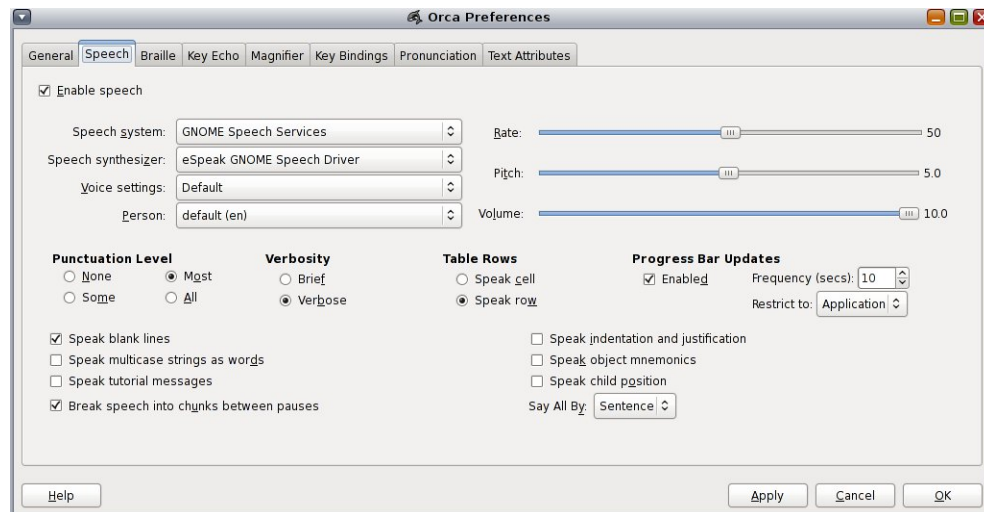 Orca Preferences
General Speech Braille Key Echo Magnifier Key Bindings Pronunciation Text Attributes
Enable speech
Speech system: GNOME Speech Services Rate: 50
Speech synthesizer: eSpeak GNOME Speech Driver Pitch: 5.0
Voice settings: Default
Person: default (en) Volume: 10.0
Punctuation Level Verbosity Table Rows Progress Bar Updates
None Most Brief Speak cell Enabled Frequency (secs): 10
Some All Verbose Speak row Restrict to: Application
Speak blank lines Speak indentation and justification
Speak multicase strings as words Speak object mnemonics
Speak tutorial messages Speak child position
Break speech into chunks between pauses Say All By: Sentence
Help Apply Cancel OK